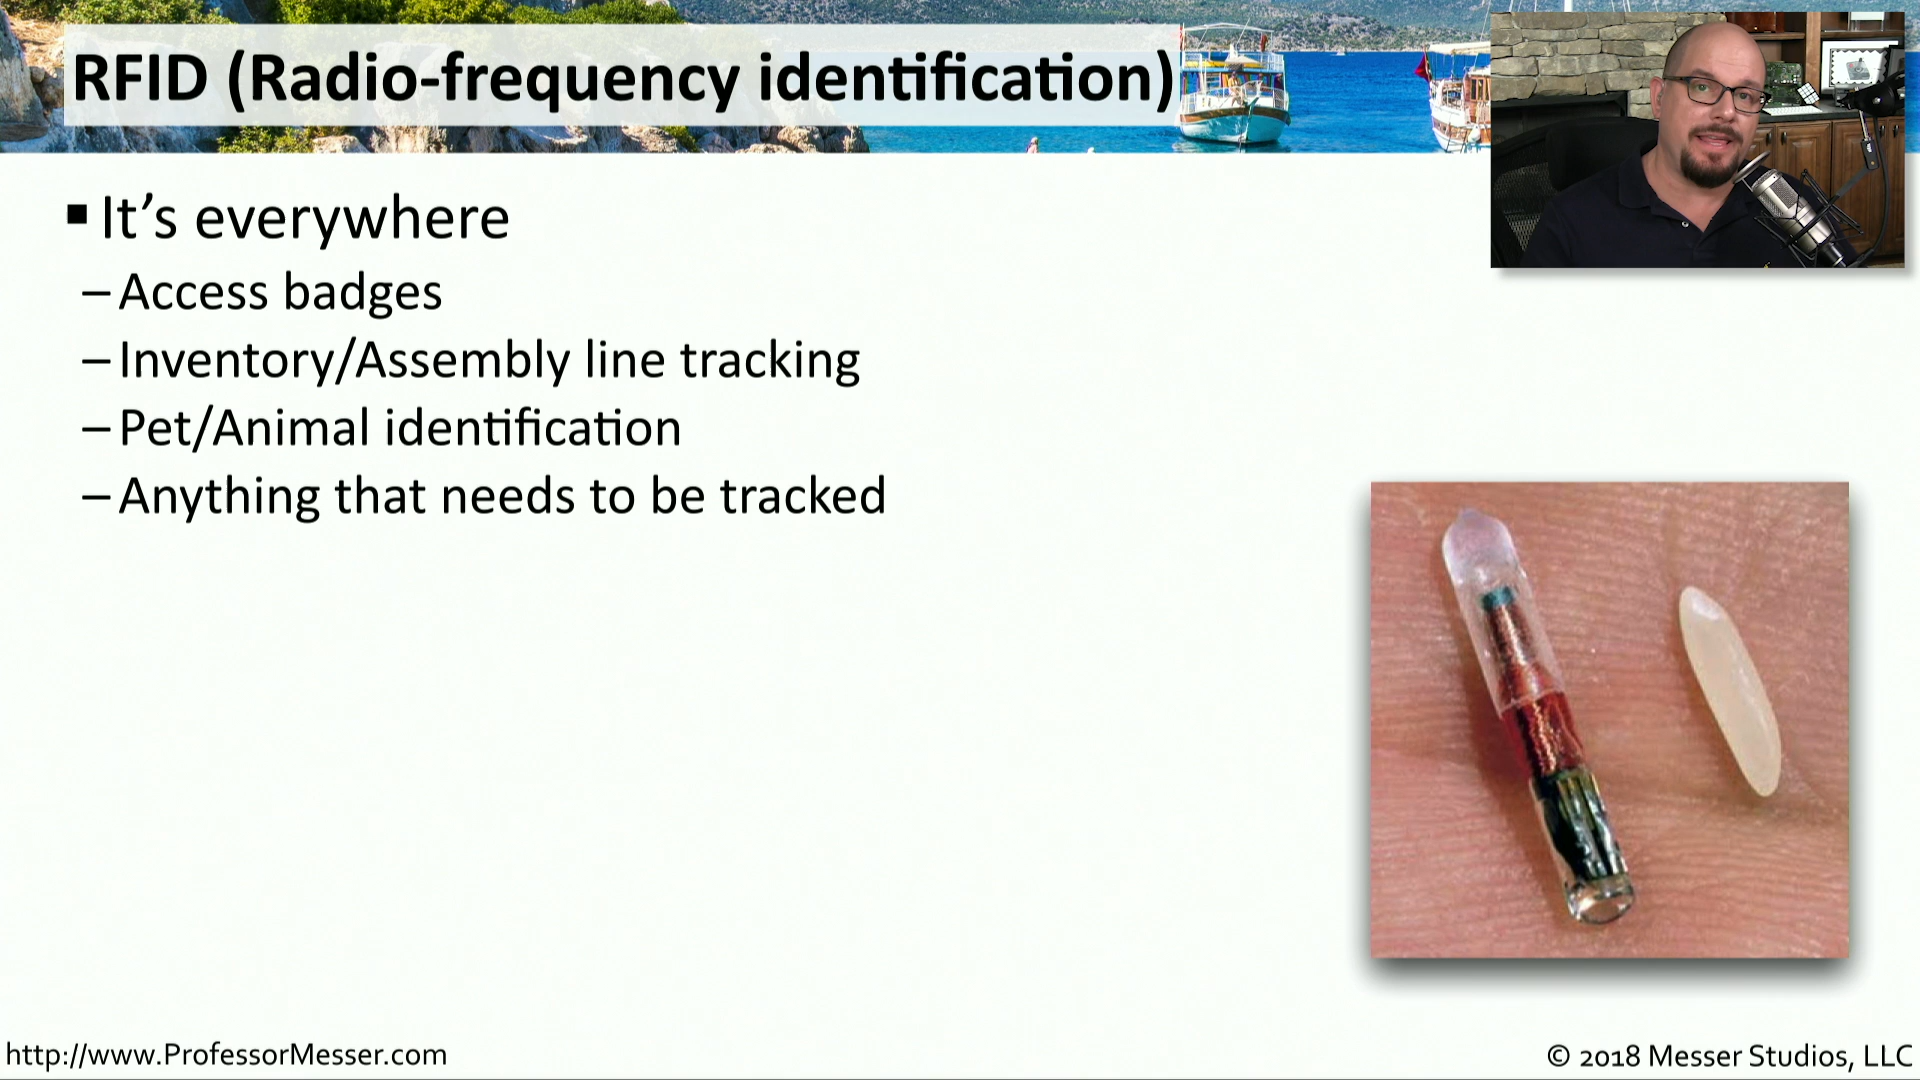 RFID (Radio-frequency identification)
▪ It’s everywhere
– Access badges
– Inventory/Assembly line tracking
– Pet/Animal identification
– Anything that needs to be tracked
http://www.ProfessorMesser.com
© 2018 Messer Studios, LLC